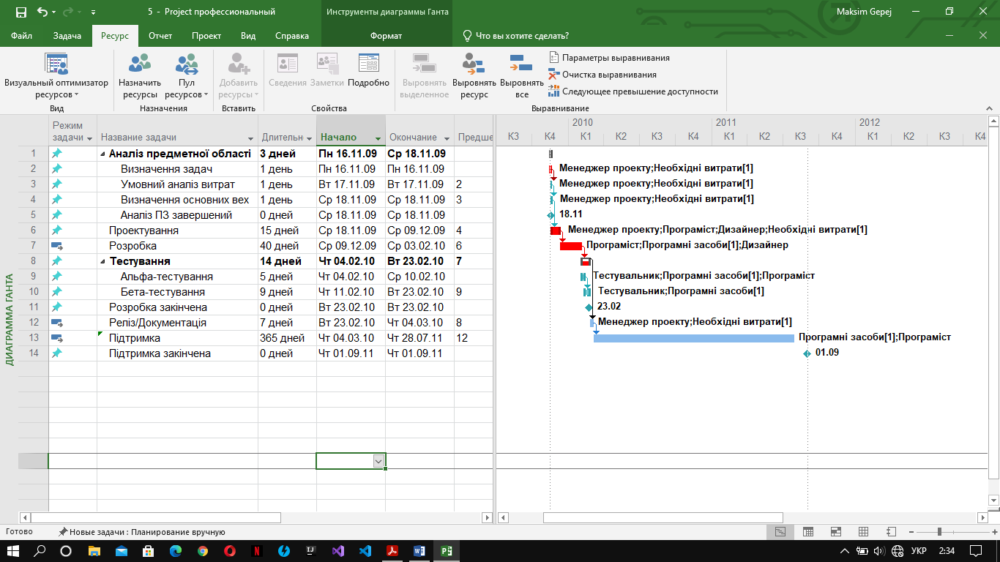 5 - Project профессиональный
Инструменты диаграммы Ганта
Maksim Gepej
Файл Задача Ресурс Отчет Проект Вид Справка Формат Что вы хотите сделать?
Визуальный оптимизатор ресурсов
Вид
Назначить ресурсы
Пул ресурсов
Назначения
Добавить ресурсы
Вставить
Сведения
Заметки
Подробно
Свойства
Выровнять выделенное
Выровнять ресурс
Выровнять все
Параметры выравнивания
Очистка выравнивания
Следующее превышение доступности
Выравнивание
ДИАГРАММА ГАНТА
Режим задачи Название задачи Длительн Начало Окончание Предше
1 Аналіз предметної області 3 дней Пн 16.11.09 Ср 18.11.09
2 Визначення задач 1 день Пн 16.11.09 Пн 16.11.09
3 Умовний аналіз витрат 1 день Вт 17.11.09 Вт 17.11.09 2
4 Визначення основних вех 1 день Ср 18.11.09 Ср 18.11.09 3
5 Аналіз ПЗ завершений 0 дней Ср 18.11.09 Ср 18.11.09
6 Проектування 15 дней Ср 18.11.09 Ср 09.12.09 4
7 Розробка 40 дней Ср 09.12.09 Ср 03.02.10 6
8 Тестування 14 дней Чт 04.02.10 Вт 23.02.10 7
9 Альфа-тестування 5 дней Чт 04.02.10 Ср 10.02.10
10 Бета-тестування 9 дней Чт 11.02.10 Вт 23.02.10 9
11 Розробка закінчена 0 дней Вт 23.02.10 Вт 23.02.10
12 Реліз/Документація 7 дней Вт 23.02.10 Чт 04.03.10 8
13 Підтримка 365 дней Чт 04.03.10 Чт 28.07.11 12
14 Підтримка закінчена 0 дней Чт 01.09.11 Чт 01.09.11
2010 2011 2012
К3 К4 К1 К2 К3 К4 К1 К2 К3 К4 К1 К2 К3 К4
Менеджер проекту;Необхідні витрати[1]
Менеджер проекту;Необхідні витрати[1]
Менеджер проекту;Необхідні витрати[1]
18.11
Менеджер проекту;Програміст;Дизайнер;Необхідні витрати[1]
Програміст;Програмні засоби[1];Дизайнер
Тестувальник;Програмні засоби[1];Програміст
Тестувальник;Програмні засоби[1]
23.02
Менеджер проекту;Необхідні витрати[1]
Програмні засоби[1];Програміст
01.09
Готово Новые задачи : Планирование вручную
УКР 2:34